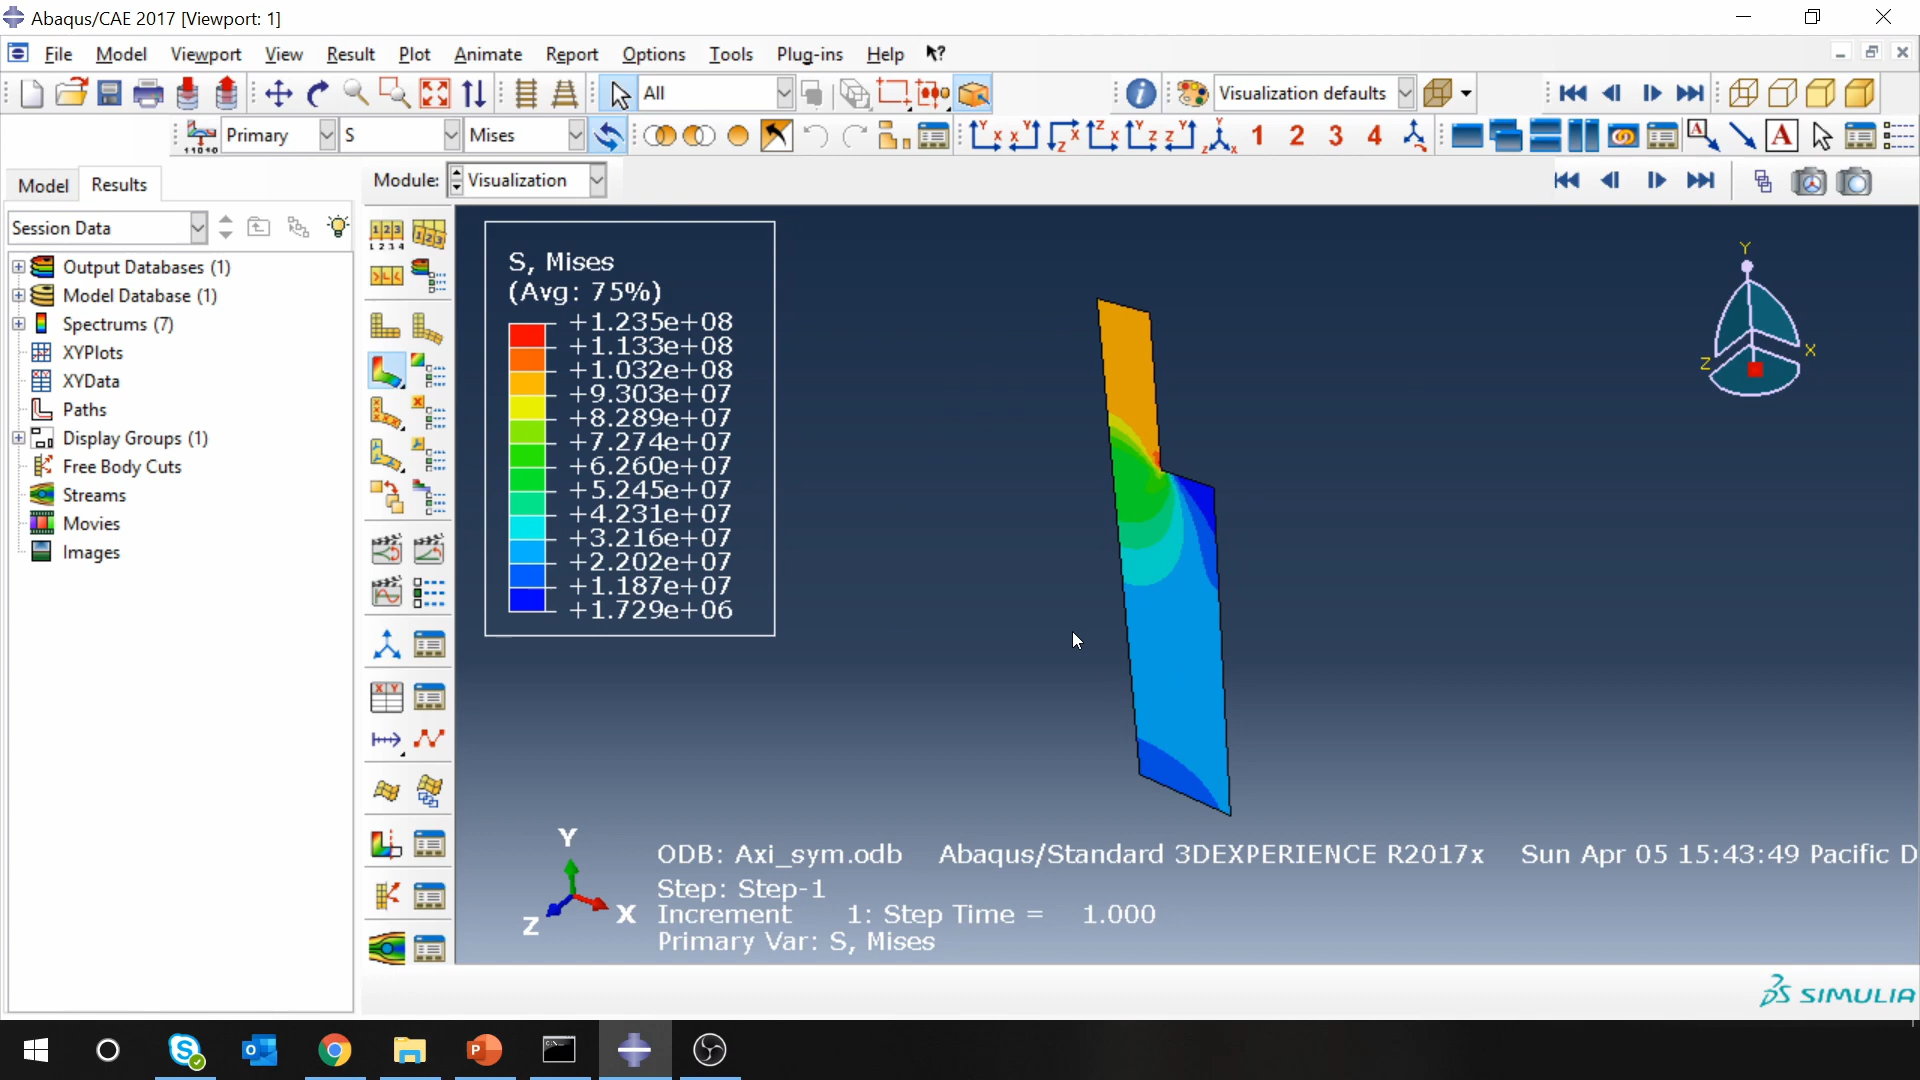 Abaqus/CAE 2017 [Viewport: 1]
File Model Viewport View Result Plot Animate Report Options Tools Plug-ins Help
All
Visualization defaults
Primary S Mises
1 2 3 4
Model Results
Module: Visualization
Session Data
Output Databases (1)
Model Database (1)
Spectrums (7)
XYPlots
XYData
Paths
Display Groups (1)
Free Body Cuts
Streams
Movies
Images
S, Mises
(Avg: 75%)
+1.235e+08
+1.133e+08
+1.032e+08
+9.303e+07
+8.289e+07
+7.274e+07
+6.260e+07
+5.245e+07
+4.231e+07
+3.216e+07
+2.202e+07
+1.187e+07
+1.729e+06
Y
X
Z
Y
X
Z
ODB: Axi_sym.odb Abaqus/Standard 3DEXPERIENCE R2017x Sun Apr 05 15:43:49 Pacific D
Step: Step-1
Increment 1: Step Time = 1.000
Primary Var: S, Mises
SIMULIA